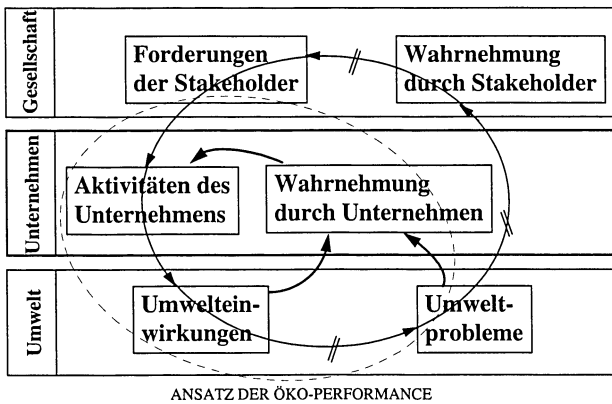 Gesellschaft
Forderungen
der Stakeholder
Wahrnehmung
durch Stakeholder
Unternehmen
Aktivitäten des
Unternehmens
Wahrnehmung
durch Unternehmen
Umwelt
Umweltein-
wirkungen
Umwelt-
probleme
ANSATZ DER ÖKO-PERFORMANCE